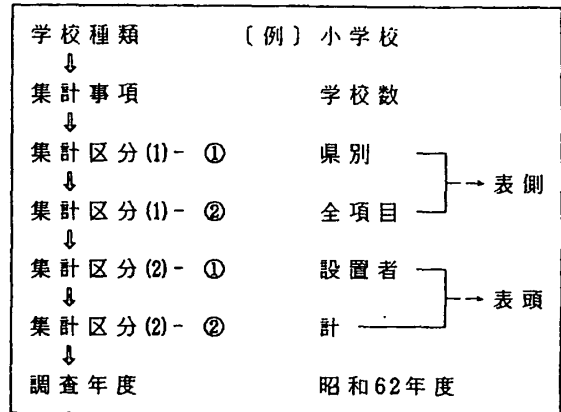 学校種類 〔例〕 小学校
⇩
集計事項 学校数
⇩
集計区分(1)- ① 県別
⇩ → 表側
集計区分(1)- ② 全項目
⇩
集計区分(2)- ① 設置者
⇩ → 表頭
集計区分(2)- ② 計
⇩
調査年度 昭和62年度